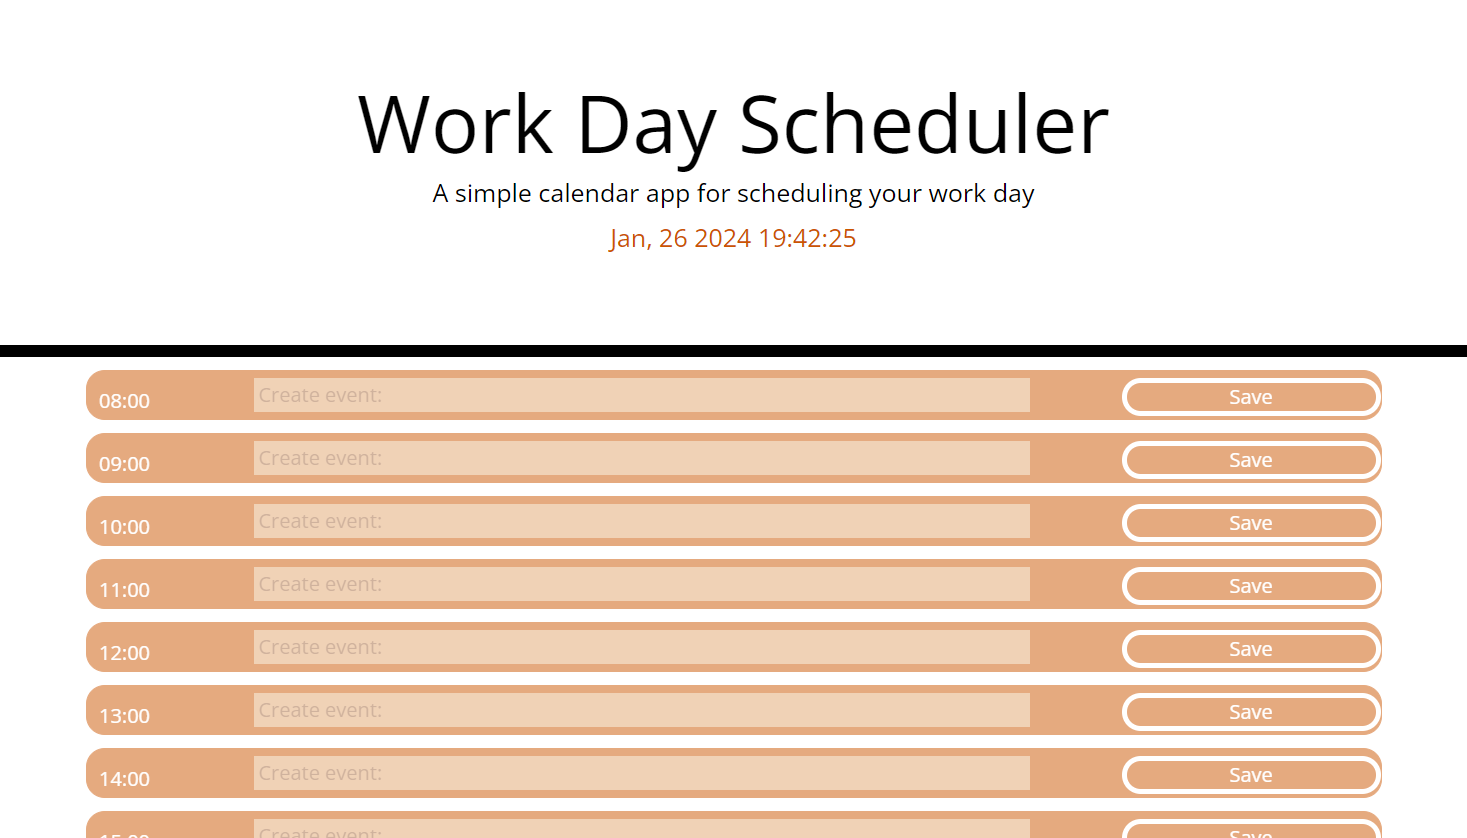 Work Day Scheduler
A simple calendar app for scheduling your work day
Jan, 26 2024 19:42:25
08:00 Create event: Save
09:00 Create event: Save
10:00 Create event: Save
11:00 Create event: Save
12:00 Create event: Save
13:00 Create event: Save
14:00 Create event: Save
15:00 Create event: Save